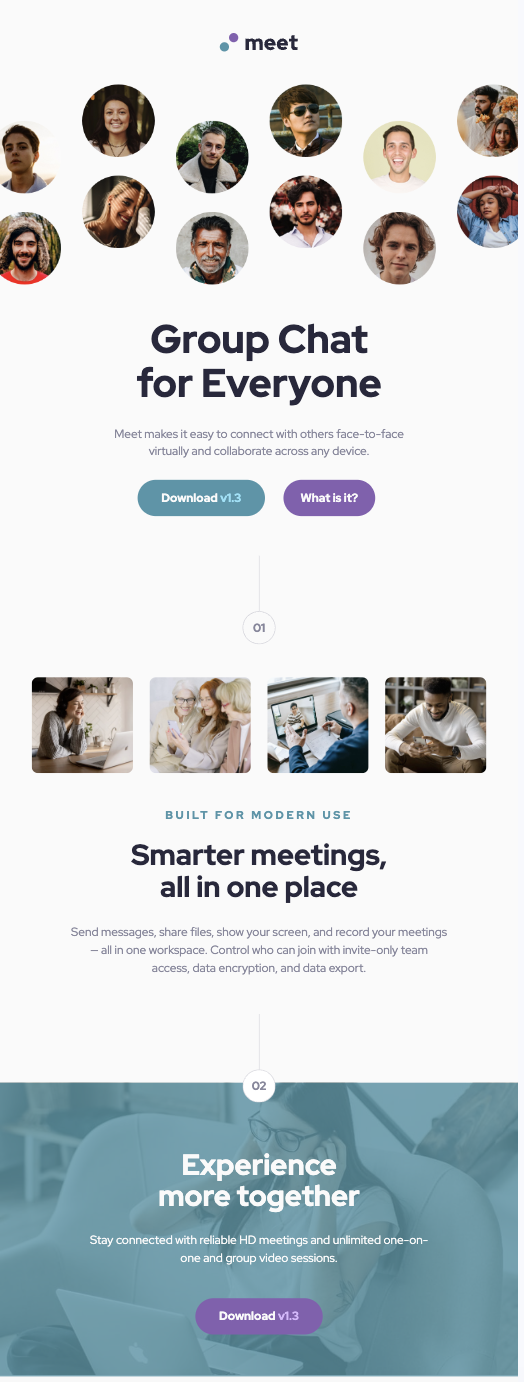 meet
Group Chat
for Everyone
Meet makes it easy to connect with others face-to-face
virtually and collaborate across any device.
Download v1.3
What is it?
01
BUILT FOR MODERN USE
Smarter meetings,
all in one place
Send messages, share files, show your screen, and record your meetings
— all in one workspace. Control who can join with invite-only team
access, data encryption, and data export.
02
Experience
more together
Stay connected with reliable HD meetings and unlimited one-on-
one and group video sessions.
Download v1.3